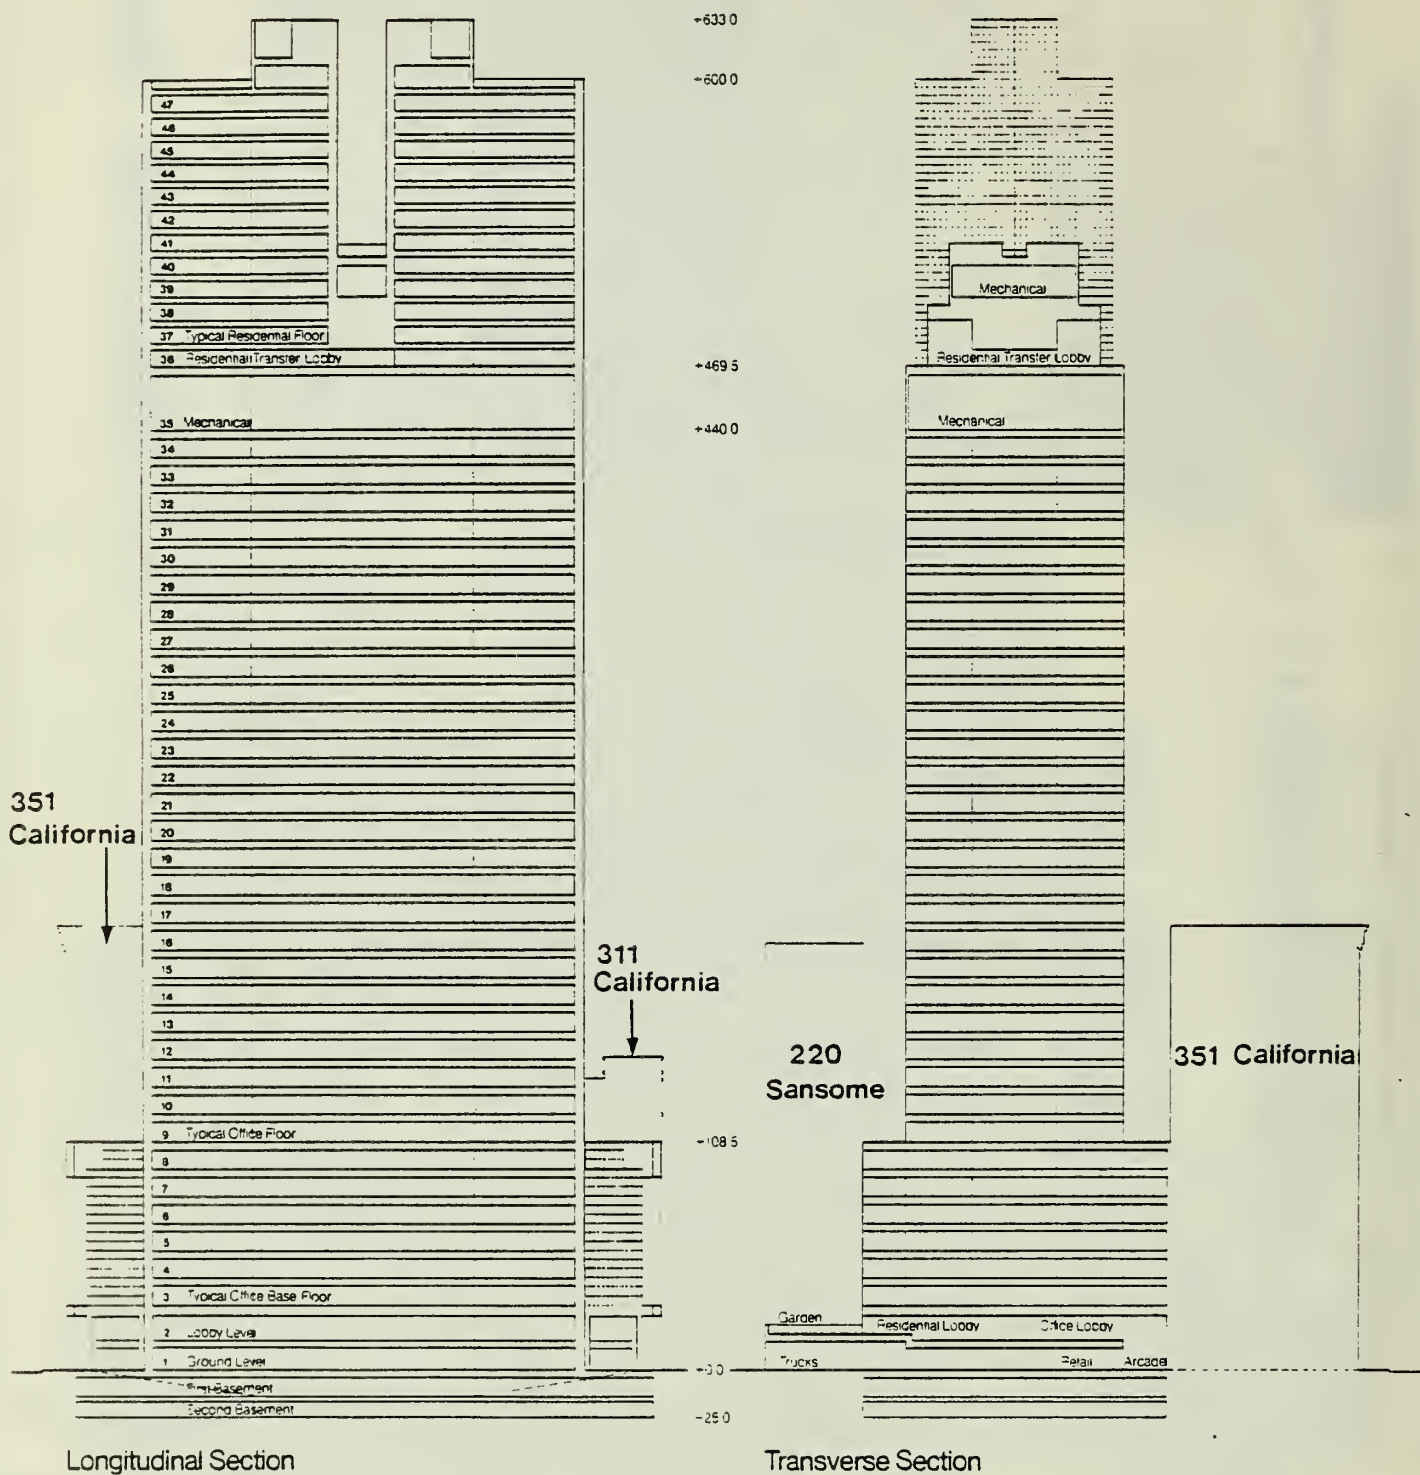 +633.0
+600.0
47
46
45
44
43
42
41
40
39
Mechanical
38
37 Typical Residential Floor
36 Residential Transfer Lobby
Residential Transfer Lobby
+469.5
35 Mechanical
+440.0
Mechanical
34
33
32
31
30
29
28
27
26
25
24
23
22
21
20
19
18
17
16
15
14
13
12
11
10
351
California
311
California
220
Sansome
351 California
9 Typical Office Floor
+108.5
8
7
6
5
4
3 Typical Office Base Floor
Garden
Residential Lobby
Office Lobby
2 Lobby Level
1 Ground Level
Trucks
Retail
Arcade
First Basement
Second Basement
-25.0
Longitudinal Section
Transverse Section